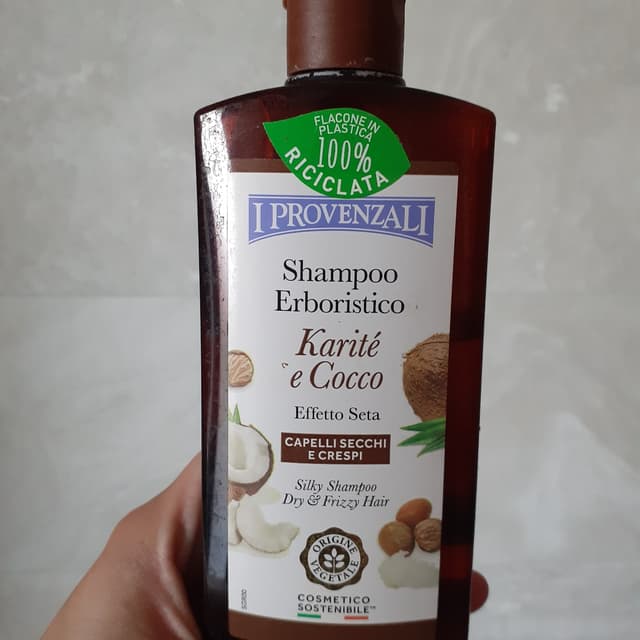 FLACONE IN
PLASTICA
100%
RICICLATA
I PROVENZALI
Shampoo
Erboristico
Karité
e Cocco
Effetto Seta
CAPELLI SECCHI
E CRESPI
Silky Shampoo
Dry & Frizzy Hair
ORIGINE
VEGETALE
COSMETICO
SOSTENIBILE™